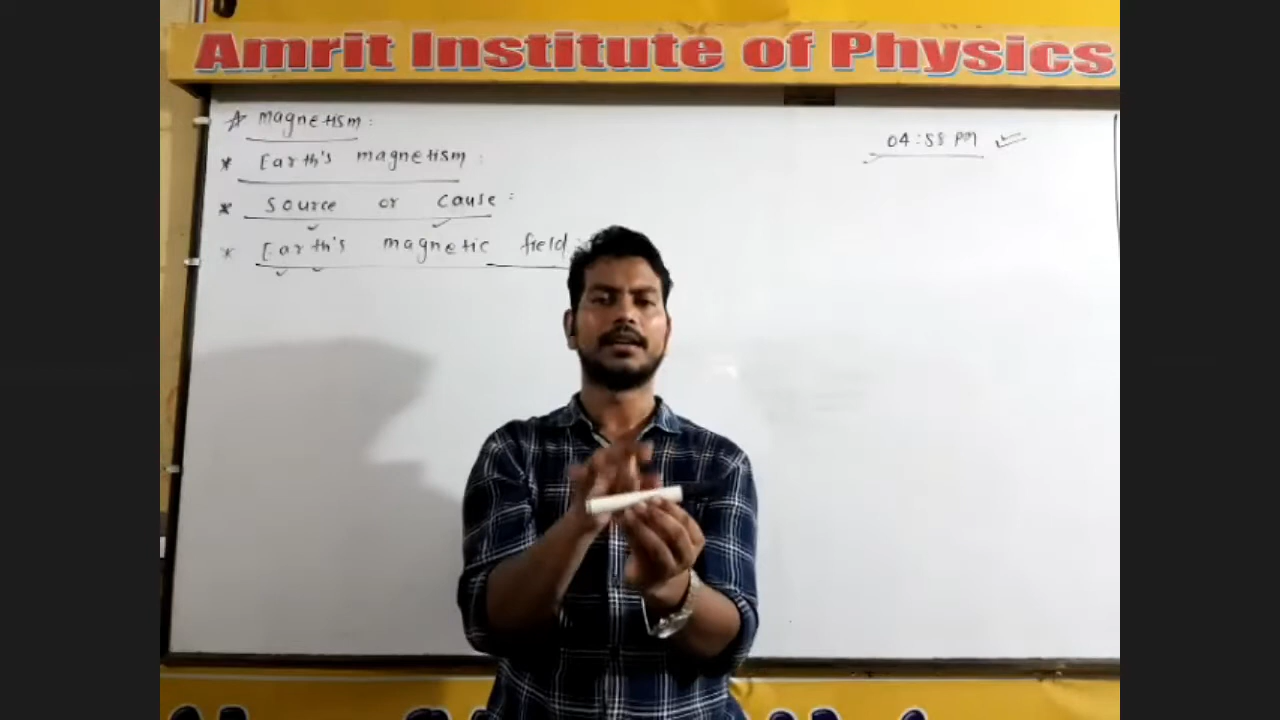 Amrit Institute of Physics
☆ magnetism:
04:58 PM
* Earth's magnetism:
* source or cause:
* Earth's magnetic field: